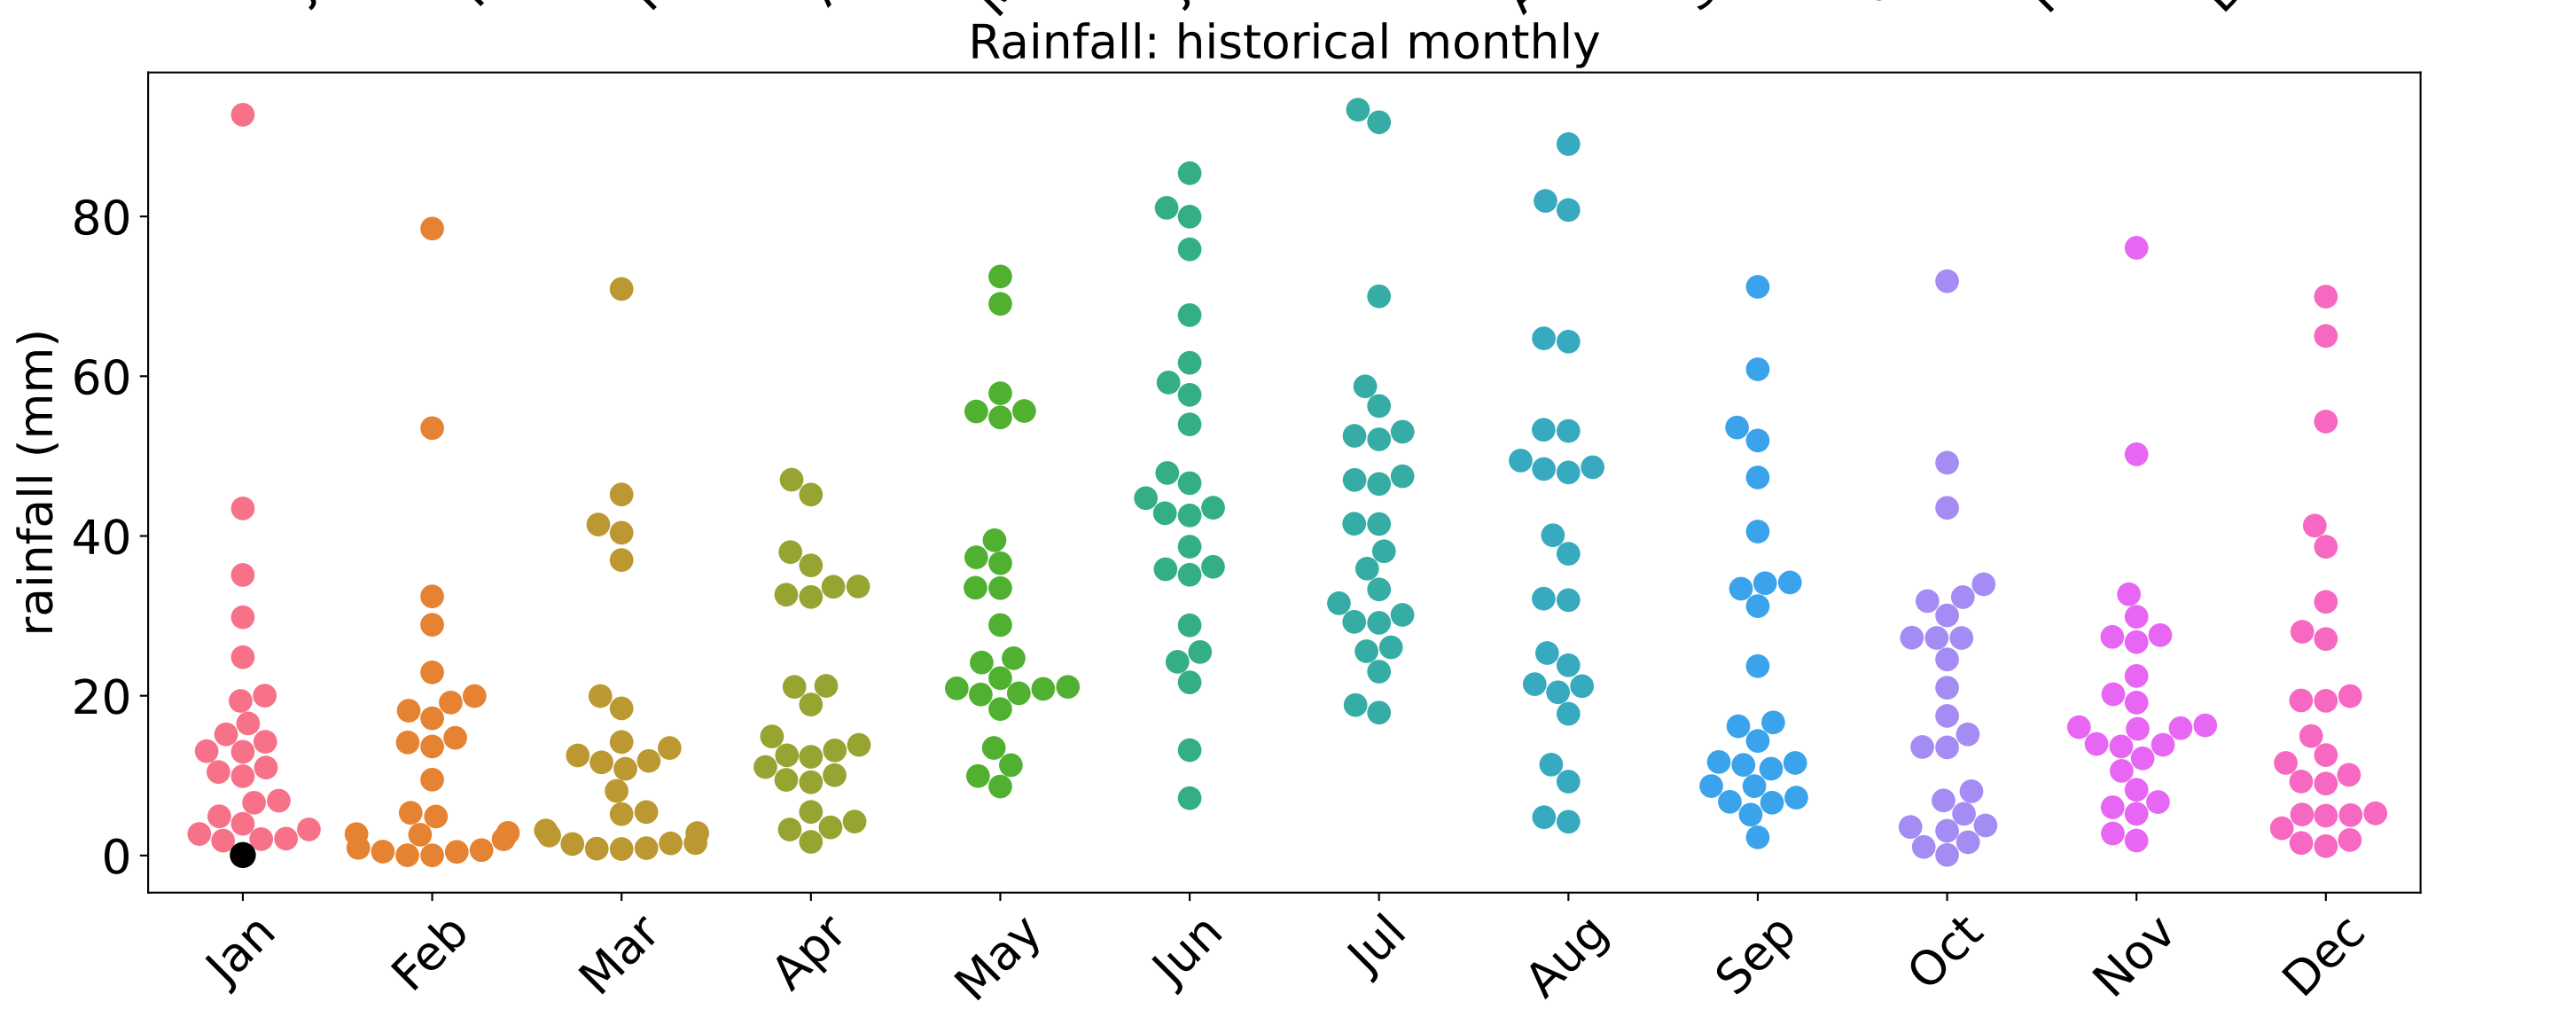 Rainfall: historical monthly
rainfall (mm)
80
60
40
20
0
Jan
Feb
Mar
Apr
May
Jun
Jul
Aug
Sep
Oct
Nov
Dec